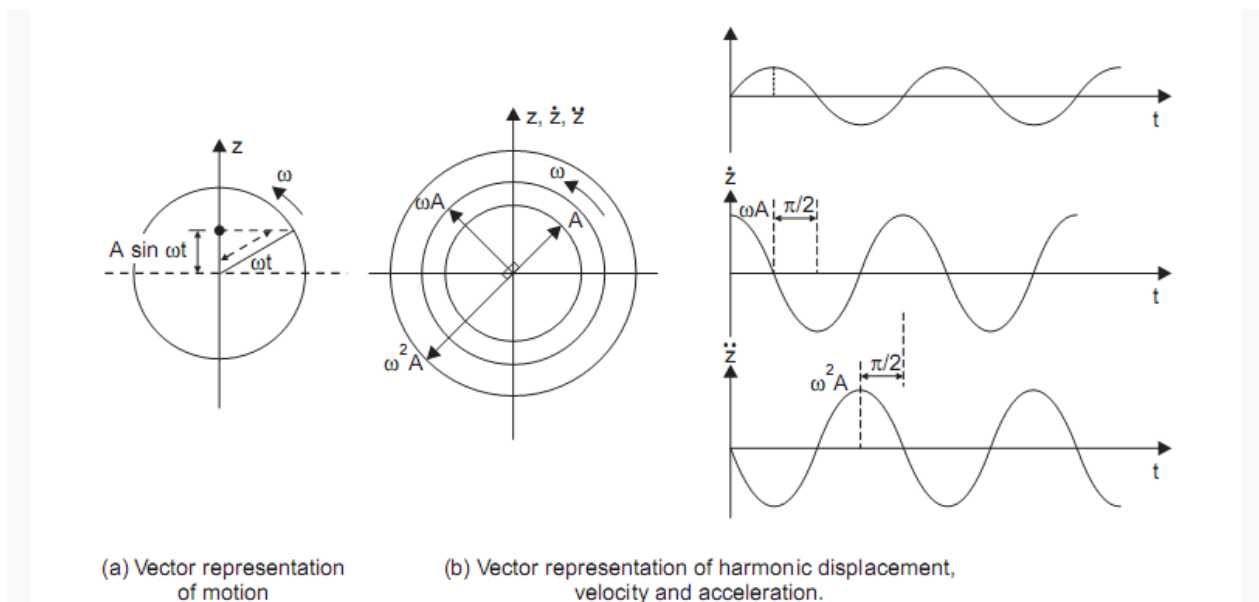 z
ω
A sin ωt
ωt
(a) Vector representation
of motion
z, ż, z̈
ω
ωA
A
ω²A
t
ż
ωA
π/2
t
z̈
ω²A
π/2
t
(b) Vector representation of harmonic displacement,
velocity and acceleration.